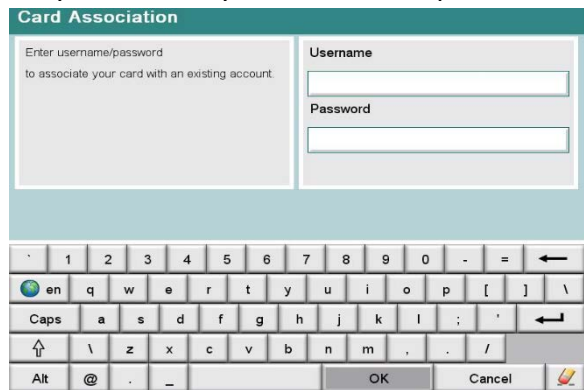 Card Association
Enter username/password
to associate your card with an existing account.
Username
Password
` 1 2 3 4 5 6 7 8 9 0 - =
en q w e r t y u i o p [ ] \
Caps a s d f g h j k l ; '
\ z x c v b n m , . /
Alt @ . _ OK Cancel